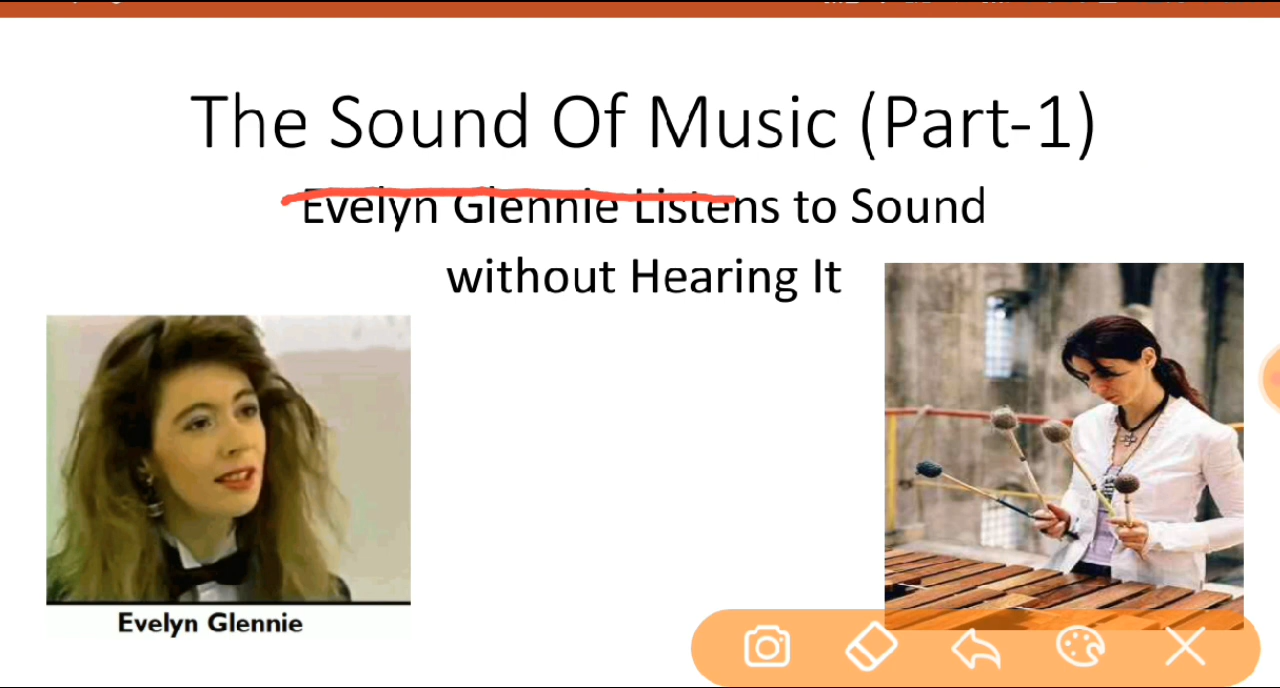 The Sound Of Music (Part-1)
Evelyn Glennie Listens to Sound
without Hearing It
Evelyn Glennie